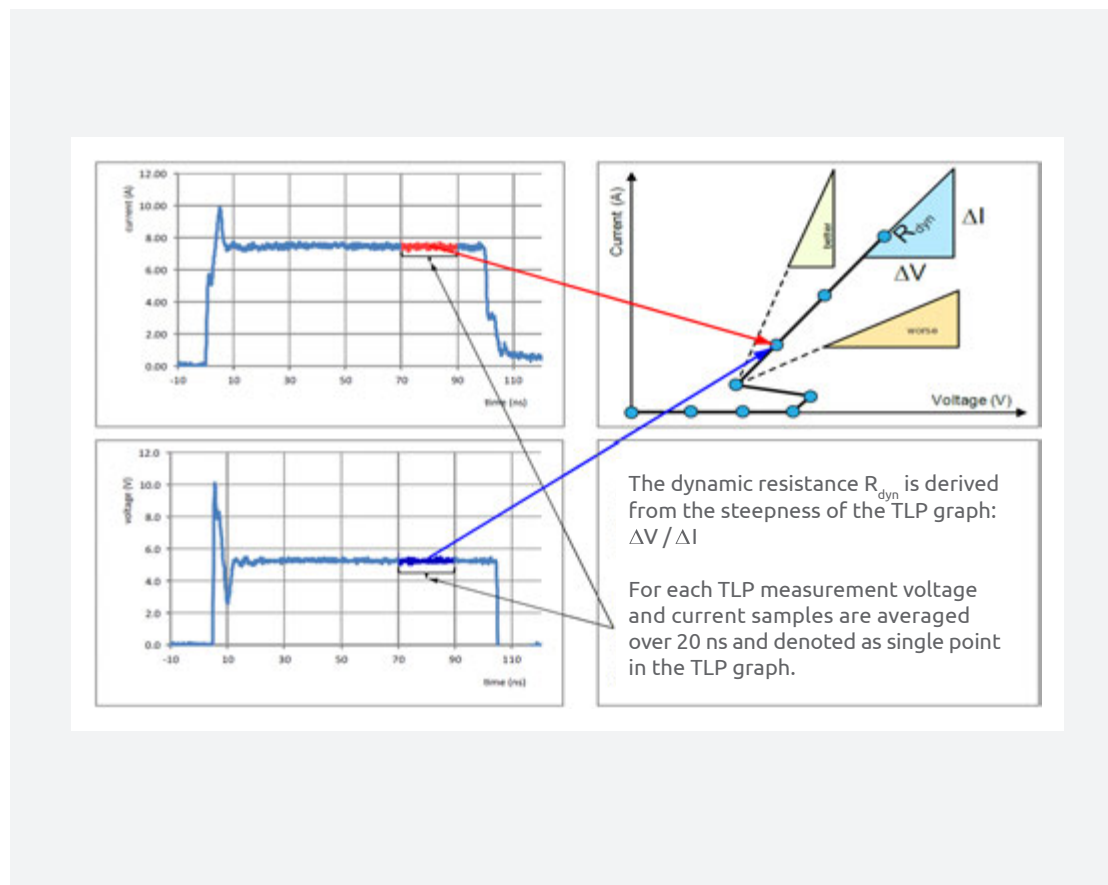 current (A)
12.00
10.00
8.00
6.00
4.00
2.00
0.00
-10
10
30
50
70
90
110
time (ns)
Current (A)
better
Rdyn
ΔI
ΔV
worse
Voltage (V)
voltage (V)
12.0
10.0
8.0
6.0
4.0
2.0
0.0
-10
10
30
50
70
90
110
time (ns)
The dynamic resistance Rdyn is derived
from the steepness of the TLP graph:
ΔV / ΔI
For each TLP measurement voltage
and current samples are averaged
over 20 ns and denoted as single point
in the TLP graph.